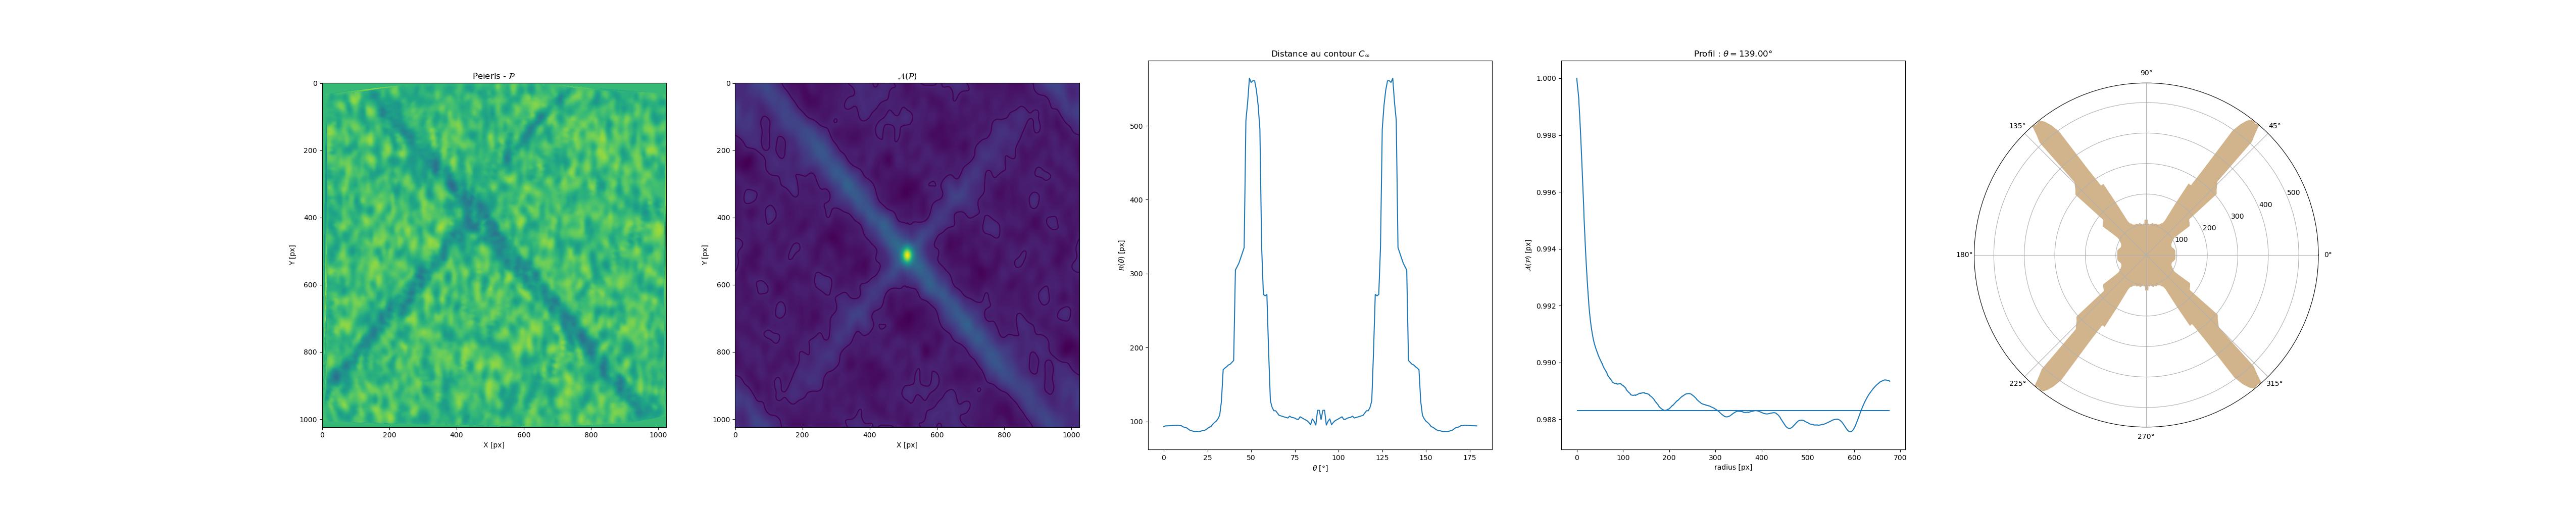 Peierls - 𝒫
Y [px]
0
200
400
600
800
1000
0 200 400 600 800 1000
X [px]
𝒜(𝒫)
Y [px]
0
200
400
600
800
1000
0 200 400 600 800 1000
X [px]
Distance au contour C∞
R(θ) [px]
500
400
300
200
100
0 25 50 75 100 125 150 175
θ [°]
Profil : θ = 139.00°
𝒜(𝒫) [px]
1.000
0.998
0.996
0.994
0.992
0.990
0.988
0 100 200 300 400 500 600 700
radius [px]
90°
135° 45°
500
400
300
200
100
180° 0°
225° 315°
270°